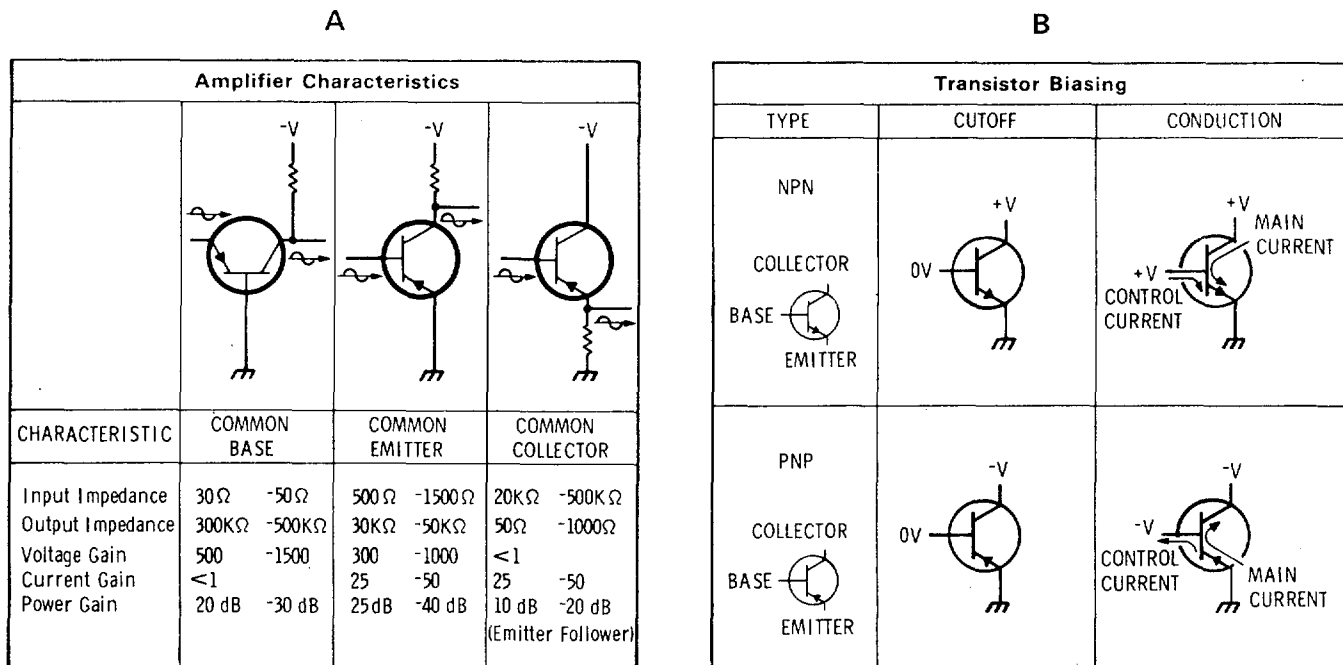 A
Amplifier Characteristics
-V
-V
-V
CHARACTERISTIC
COMMON
BASE
COMMON
EMITTER
COMMON
COLLECTOR
Input Impedance 30Ω -50Ω 500Ω -1500Ω 20KΩ -500KΩ
Output Impedance 300KΩ -500KΩ 30KΩ -50KΩ 50Ω -1000Ω
Voltage Gain 500 -1500 300 -1000 <1
Current Gain <1 25 -50 25 -50
Power Gain 20 dB -30 dB 25dB -40 dB 10 dB -20 dB
(Emitter Follower)
B
Transistor Biasing
TYPE CUTOFF CONDUCTION
NPN
COLLECTOR
BASE
EMITTER
+V
0V
+V
MAIN
CURRENT
+V
CONTROL
CURRENT
PNP
COLLECTOR
BASE
EMITTER
-V
0V
-V
-V
CONTROL
CURRENT
MAIN
CURRENT